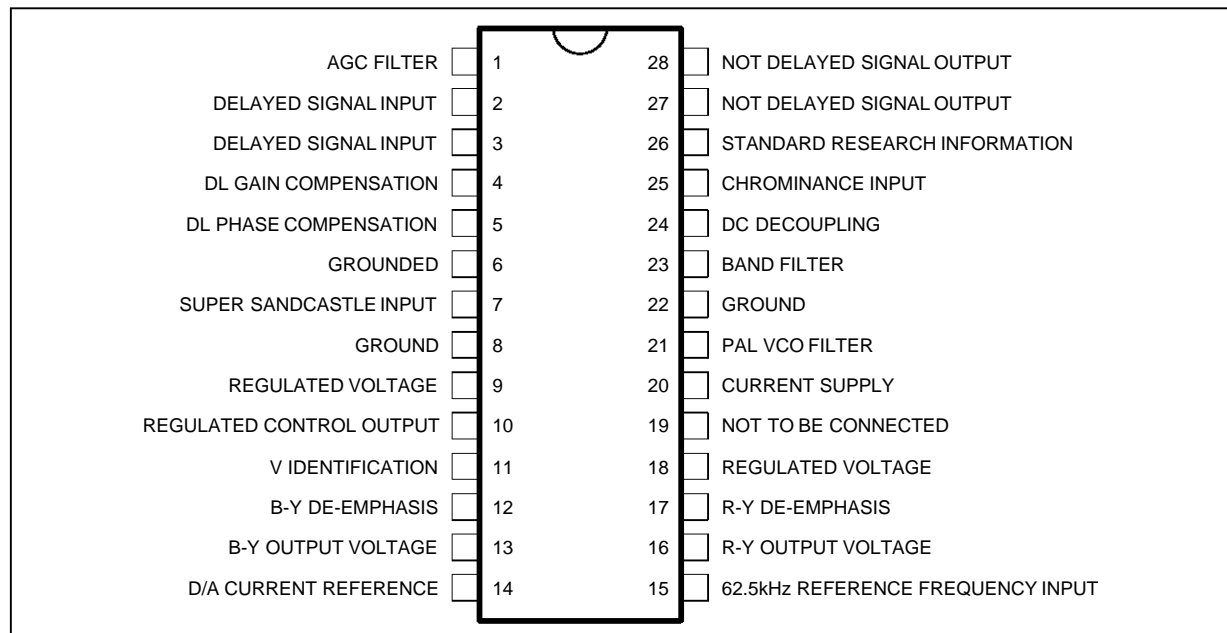 AGC FILTER 1 28 NOT DELAYED SIGNAL OUTPUT
DELAYED SIGNAL INPUT 2 27 NOT DELAYED SIGNAL OUTPUT
DELAYED SIGNAL INPUT 3 26 STANDARD RESEARCH INFORMATION
DL GAIN COMPENSATION 4 25 CHROMINANCE INPUT
DL PHASE COMPENSATION 5 24 DC DECOUPLING
GROUNDED 6 23 BAND FILTER
SUPER SANDCASTLE INPUT 7 22 GROUND
GROUND 8 21 PAL VCO FILTER
REGULATED VOLTAGE 9 20 CURRENT SUPPLY
REGULATED CONTROL OUTPUT 10 19 NOT TO BE CONNECTED
V IDENTIFICATION 11 18 REGULATED VOLTAGE
B-Y DE-EMPHASIS 12 17 R-Y DE-EMPHASIS
B-Y OUTPUT VOLTAGE 13 16 R-Y OUTPUT VOLTAGE
D/A CURRENT REFERENCE 14 15 62.5kHz REFERENCE FREQUENCY INPUT